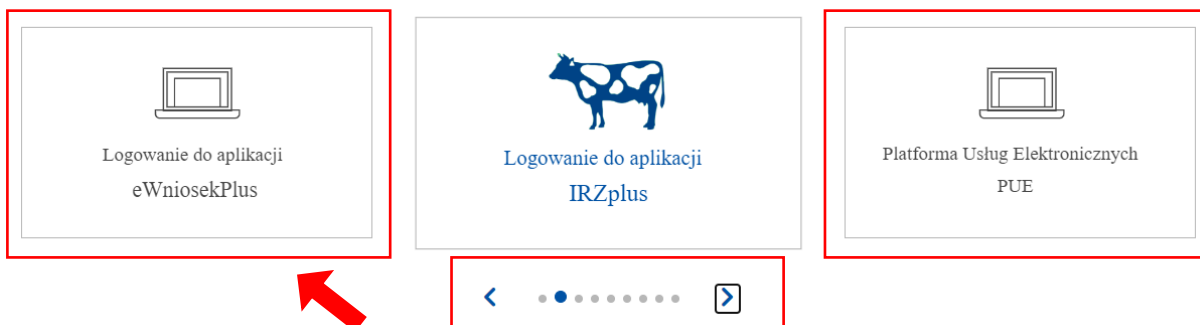 Logowanie do aplikacji
eWniosekPlus
Logowanie do aplikacji
IRZplus
Platforma Usług Elektronicznych
PUE